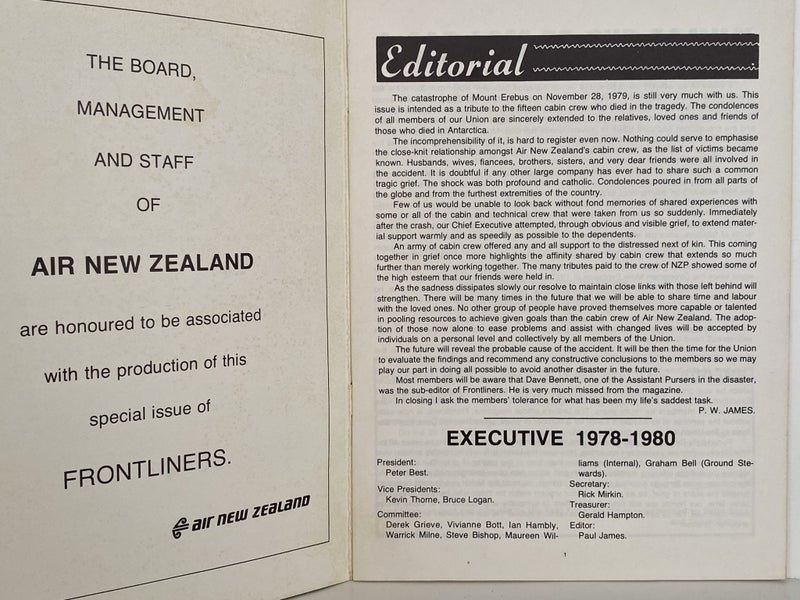 THE BOARD,
MANAGEMENT
AND STAFF
OF
AIR NEW ZEALAND
are honoured to be associated
with the production of this
special issue of
FRONTLINERS.
air new zealand
Editorial
The catastrophe of Mount Erebus on November 28, 1979, is still very much with us. This
issue is intended as a tribute to the fifteen cabin crew who died in the tragedy. The condolences
of all members of our Union are sincerely extended to the relatives, loved ones and friends of
those who died in Antarctica.
The incomprehensibility of it, is hard to register even now. Nothing could serve to emphasise
the close-knit relationship amongst Air New Zealand's cabin crew, as the list of victims became
known. Husbands, wives, fiancees, brothers, sisters, and very dear friends were all involved in
the accident. It is doubtful if any other large company has ever had to share such a common
tragic grief. The shock was both profound and catholic. Condolences poured in from all parts of
the globe and from the furthest extremities of the country.
Few of us would be unable to look back without fond memories of shared experiences with
some or all of the cabin and technical crew that were taken from us so suddenly. Immediately
after the crash, our Chief Executive attempted, through obvious and visible grief, to extend mater-
ial support warmly and as speedily as possible to the dependents.
An army of cabin crew offered any and all support to the distressed next of kin. This coming
together in grief once more highlights the affinity shared by cabin crew that extends so much
further than merely working together. The many tributes paid to the crew of NZP showed some of
the high esteem that our friends were held in.
As the sadness dissipates slowly our resolve to maintain close links with those left behind will
strengthen. There will be many times in the future that we will be able to share time and labour
with the loved ones. No other group of people have proved themselves more capable or talented
in pooling resources to achieve given goals than the cabin crew of Air New Zealand. The adop-
tion of those now alone to ease problems and assist with changed lives will be accepted by
individuals on a personal level and collectively by all members of the Union.
The future will reveal the probable cause of the accident. It will be then the time for the Union
to evaluate the findings and recommend any constructive conclusions to the members so we may
play our part in doing all possible to avoid another disaster in the future.
Most members will be aware that Dave Bennett, one of the Assistant Pursers in the disaster,
was the sub-editor of Frontliners. He is very much missed from the magazine.
In closing I ask the members' tolerance for what has been my life's saddest task.
P. W. JAMES.
EXECUTIVE 1978-1980
President:
Peter Best.
Vice Presidents:
Kevin Thorne, Bruce Logan.
Committee:
Derek Grieve, Vivianne Bott, Ian Hambly,
Warrick Milne, Steve Bishop, Maureen Wil-
liams (Internal), Graham Bell (Ground Ste-
wards).
Secretary:
Rick Mirkin.
Treasurer:
Gerald Hampton.
Editor:
Paul James.
1